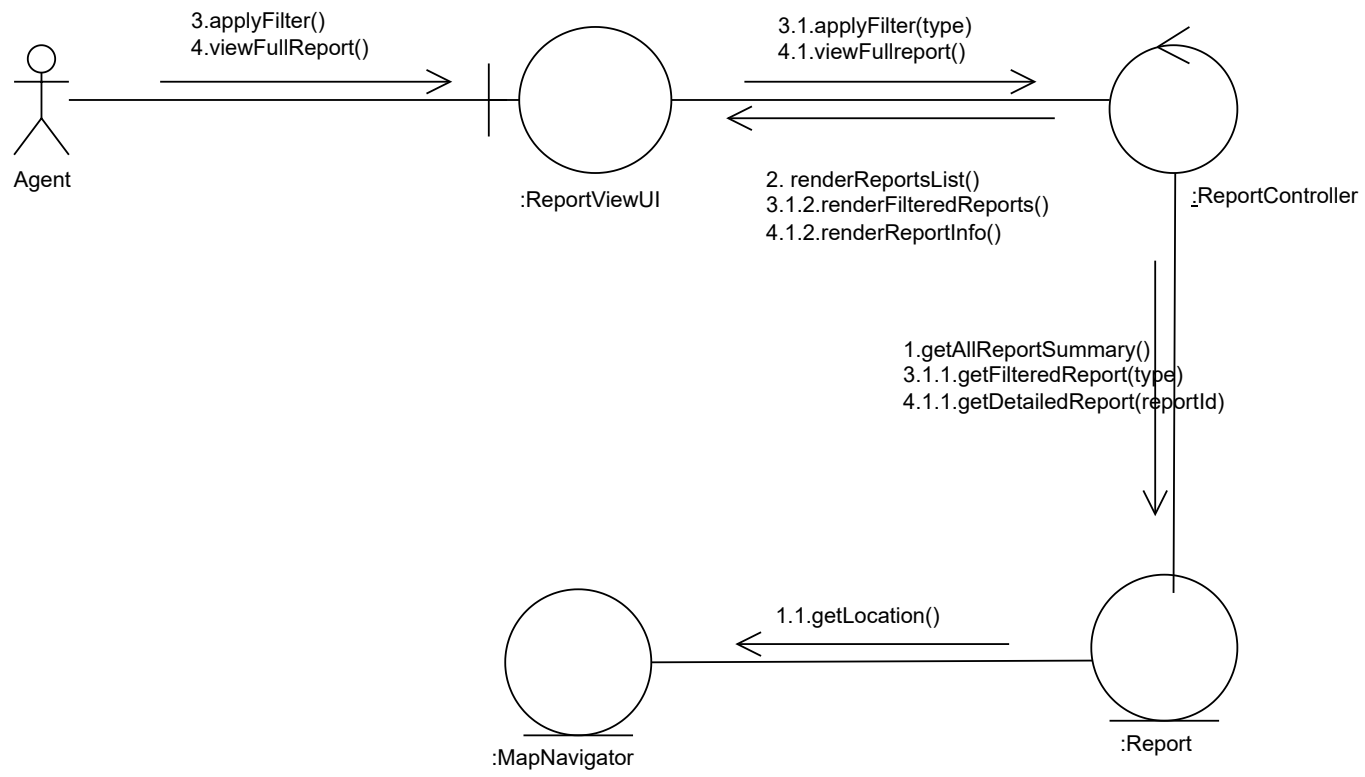 3.applyFilter()
4.viewFullReport()
3.1.applyFilter(type)
4.1.viewFullreport()
Agent
:ReportViewUI
2. renderReportsList()
3.1.2.renderFilteredReports()
4.1.2.renderReportInfo()
:ReportController
1.getAllReportSummary()
3.1.1.getFilteredReport(type)
4.1.1.getDetailedReport(reportId)
1.1.getLocation()
:MapNavigator
:Report